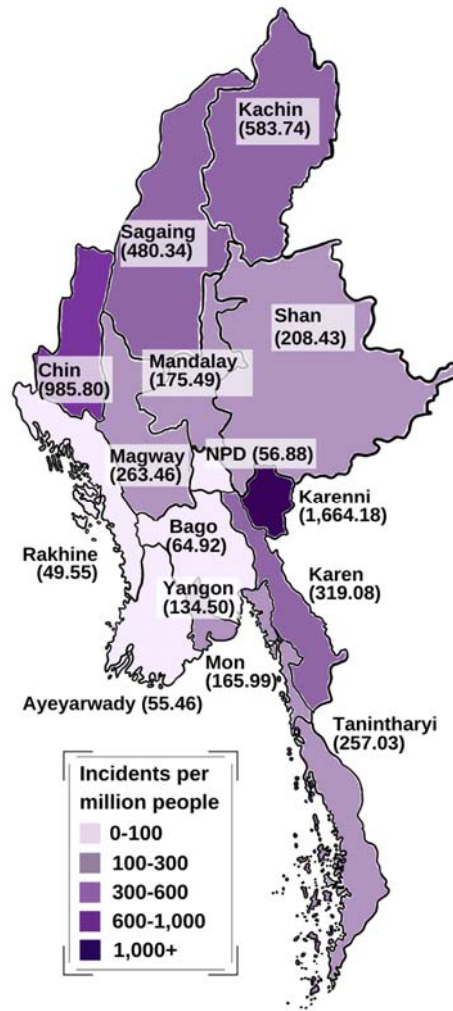 Kachin
(583.74)
Sagaing
(480.34)
Shan
(208.43)
Mandalay
(175.49)
Chin
(985.80)
Magway
(263.46)
NPD (56.88)
Karenni
(1,664.18)
Bago
(64.92)
Rakhine
(49.55)
Karen
(319.08)
Yangon
(134.50)
Mon
(165.99)
Ayeyarwady (55.46)
Tanintharyi
(257.03)
Incidents per
million people
0-100
100-300
300-600
600-1,000
1,000+